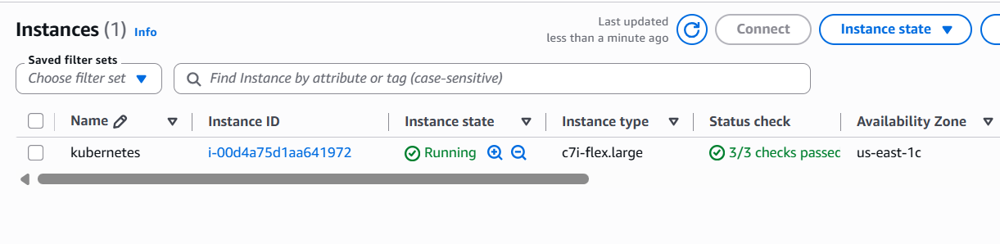 Instances (1) Info
Last updated
less than a minute ago
Connect
Instance state
Saved filter sets
Choose filter set
Find Instance by attribute or tag (case-sensitive)
Name Instance ID Instance state Instance type Status check Availability Zone
kubernetes i-00d4a75d1aa641972 Running c7i-flex.large 3/3 checks passed us-east-1c